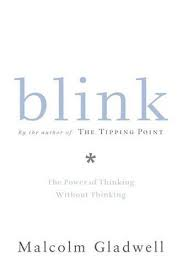 blink
by the author of THE TIPPING POINT
*
The Power of Thinking
Without Thinking
Malcolm Gladwell